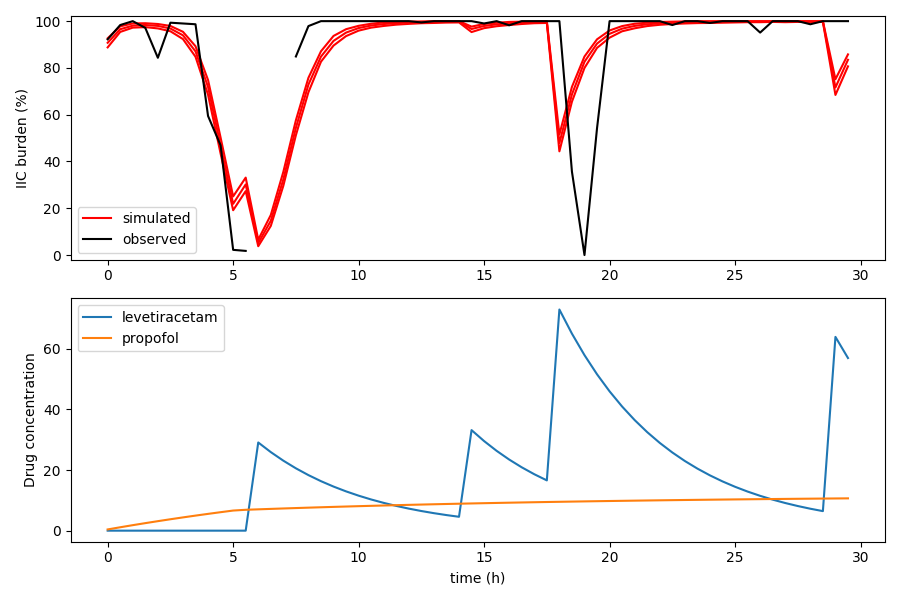 100
80
60
40
20
0
IIC burden (%)
simulated
observed
0 5 10 15 20 25 30
levetiracetam
propofol
60
40
20
0
Drug concentration
0 5 10 15 20 25 30
time (h)